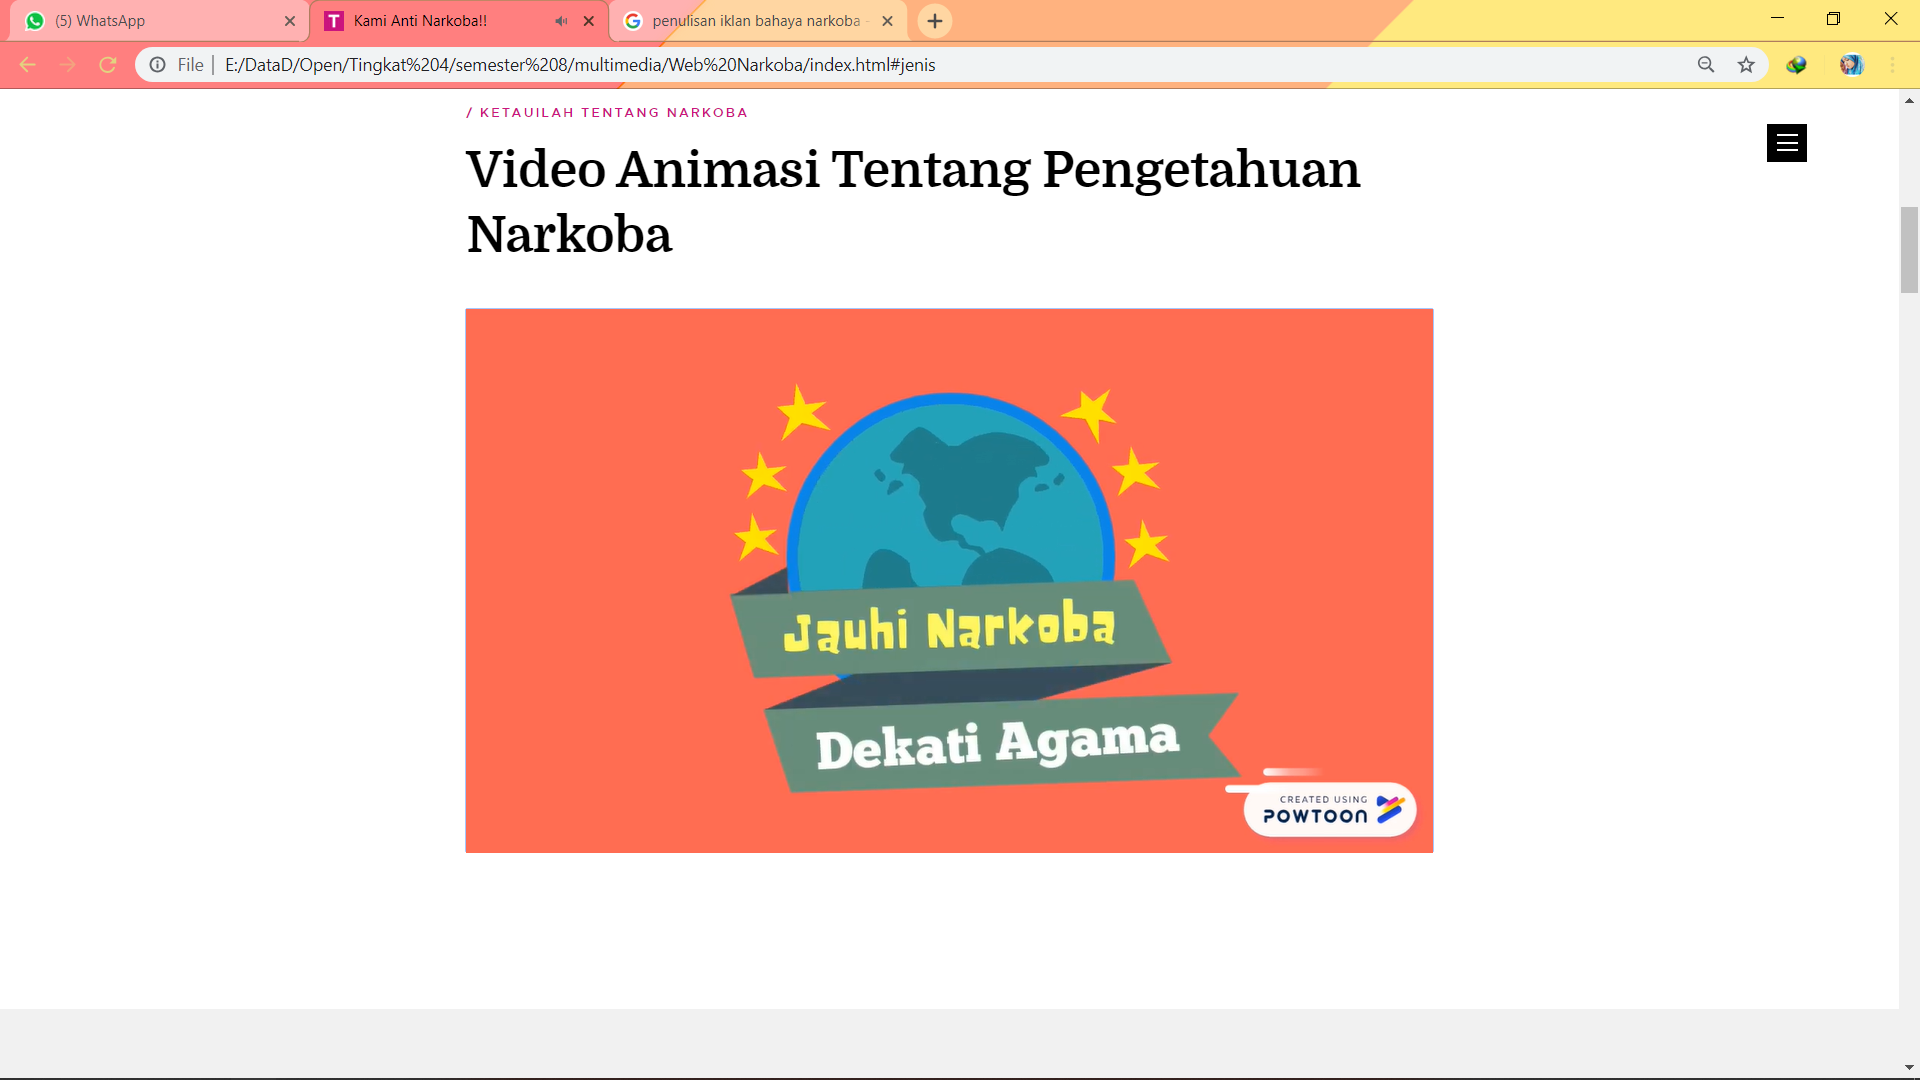 (5) WhatsApp
Kami Anti Narkoba!!
penulisan iklan bahaya narkoba -
File | E:/DataD/Open/Tingkat%204/semester%208/multimedia/Web%20Narkoba/index.html#jenis
/ KETAUILAH TENTANG NARKOBA
Video Animasi Tentang Pengetahuan
Narkoba
Jauhi Narkoba
Dekati Agama
CREATED USING
POWTOON